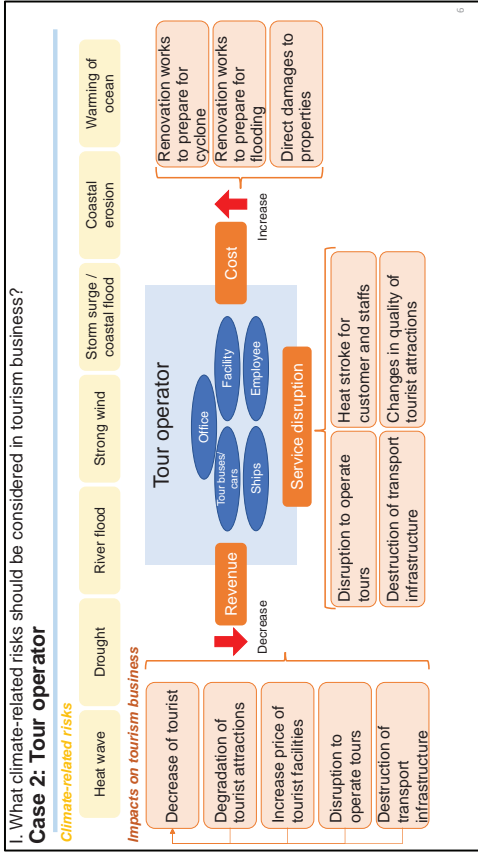 I. What climate-related risks should be considered in tourism business?
Case 2: Tour operator
Climate-related risks
Heat wave
Drought
River flood
Strong wind
Storm surge /
coastal flood
Coastal
erosion
Warming of
ocean
Impacts on tourism business
Decrease of tourist
Degradation of
tourist attractions
Increase price of
tourist facilities
Disruption to
operate tours
Destruction of
transport
infrastructure
Decrease
Revenue
Tour operator
Office
Tour buses/
cars
Facility
Ships
Employee
Service disruption
Disruption to operate
tours
Heat stroke for
customer and staffs
Destruction of transport
infrastructure
Changes in quality of
tourist attractions
Cost
Increase
Renovation works
to prepare for
cyclone
Renovation works
to prepare for
flooding
Direct damages to
properties
6